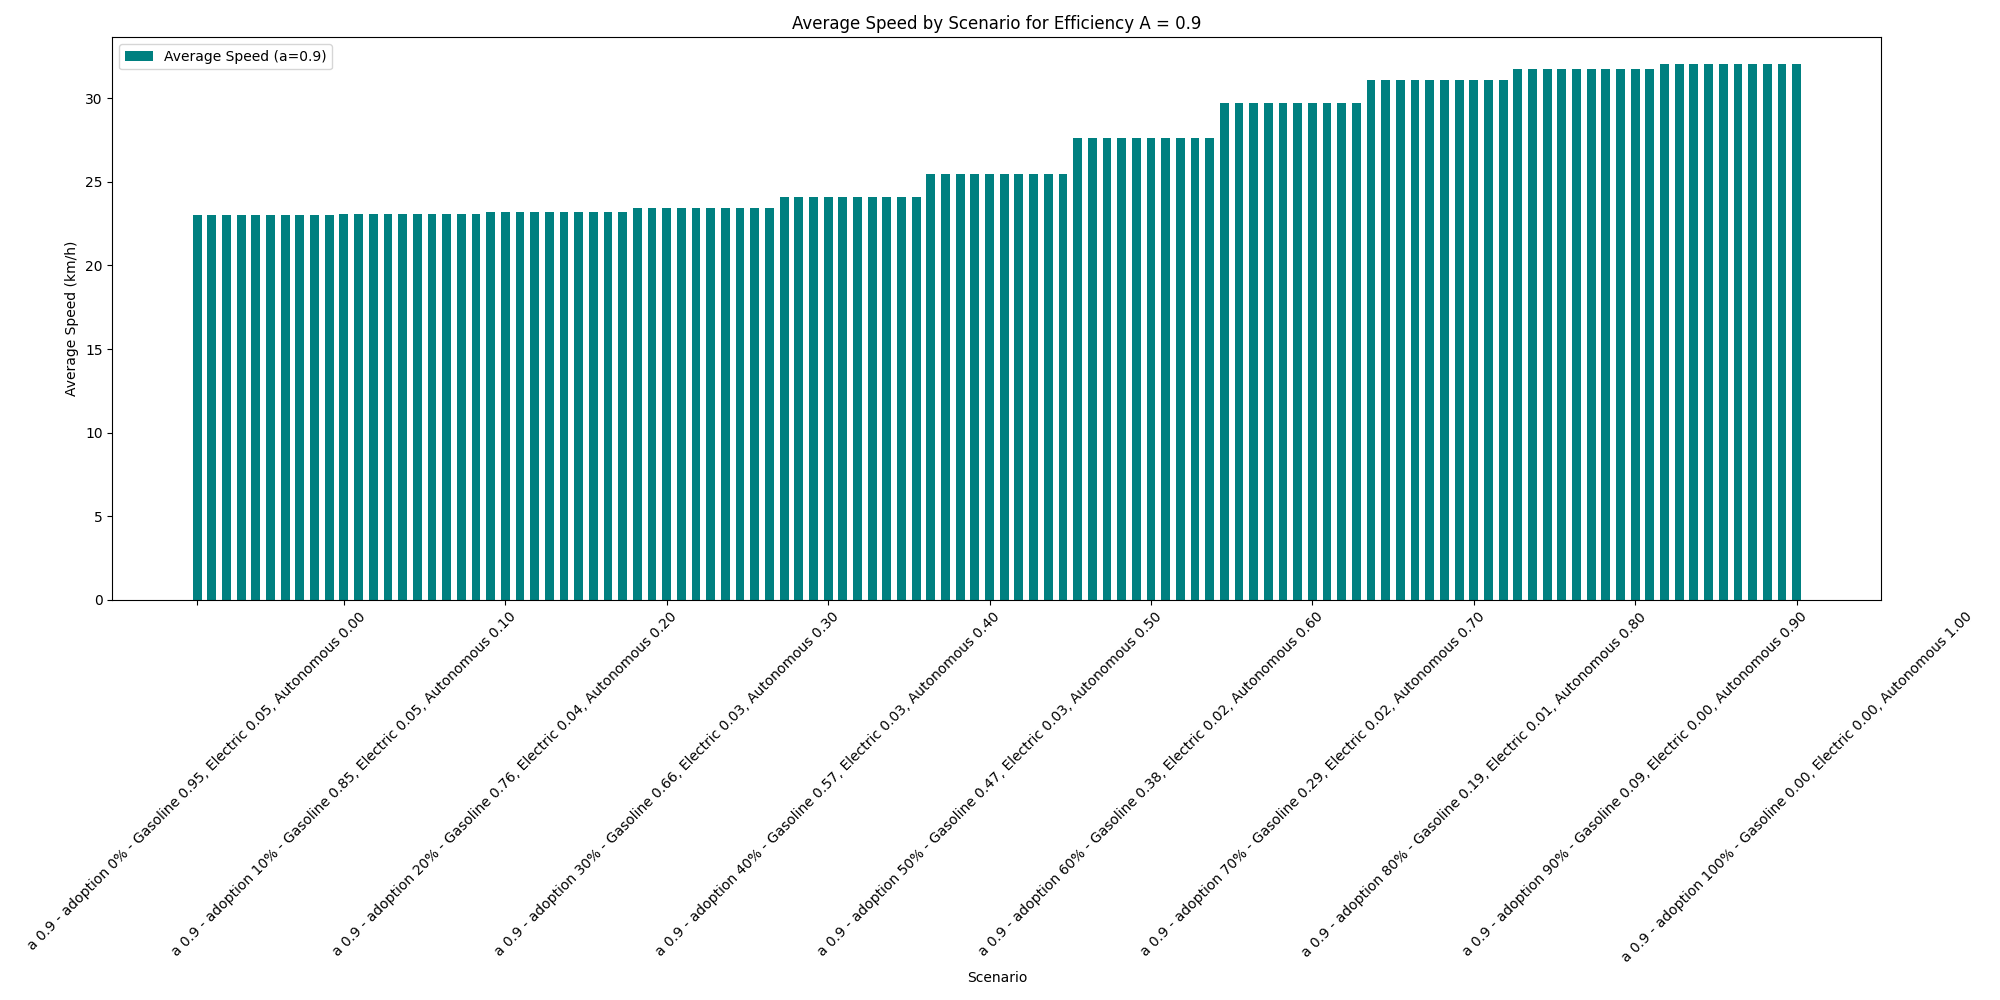 Average Speed by Scenario for Efficiency A = 0.9
Average Speed (a=0.9)
30
25
20
15
10
5
0
Average Speed (km/h)
a 0.9 - adoption 0% - Gasoline 0.95, Electric 0.05, Autonomous 0.00
a 0.9 - adoption 10% - Gasoline 0.85, Electric 0.05, Autonomous 0.10
a 0.9 - adoption 20% - Gasoline 0.76, Electric 0.04, Autonomous 0.20
a 0.9 - adoption 30% - Gasoline 0.66, Electric 0.03, Autonomous 0.30
a 0.9 - adoption 40% - Gasoline 0.57, Electric 0.03, Autonomous 0.40
a 0.9 - adoption 50% - Gasoline 0.47, Electric 0.03, Autonomous 0.50
a 0.9 - adoption 60% - Gasoline 0.38, Electric 0.02, Autonomous 0.60
a 0.9 - adoption 70% - Gasoline 0.29, Electric 0.02, Autonomous 0.70
a 0.9 - adoption 80% - Gasoline 0.19, Electric 0.01, Autonomous 0.80
a 0.9 - adoption 90% - Gasoline 0.09, Electric 0.00, Autonomous 0.90
a 0.9 - adoption 100% - Gasoline 0.00, Electric 0.00, Autonomous 1.00
Scenario